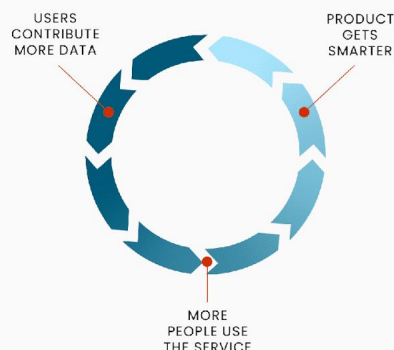 USERS
CONTRIBUTE
MORE DATA
PRODUCT
GETS
SMARTER
MORE
PEOPLE USE
THE SERVICE